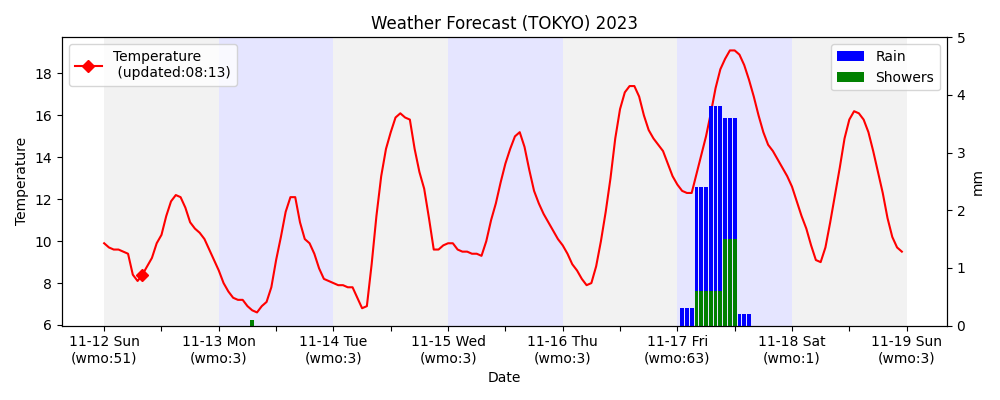 Weather Forecast (TOKYO) 2023
Temperature
(updated:08:13)
Rain
Showers
Temperature
18
16
14
12
10
8
6
5
4
3
2
1
0
mm
11-12 Sun
(wmo:51)
11-13 Mon
(wmo:3)
11-14 Tue
(wmo:3)
11-15 Wed
(wmo:3)
11-16 Thu
(wmo:3)
11-17 Fri
(wmo:63)
11-18 Sat
(wmo:1)
11-19 Sun
(wmo:3)
Date